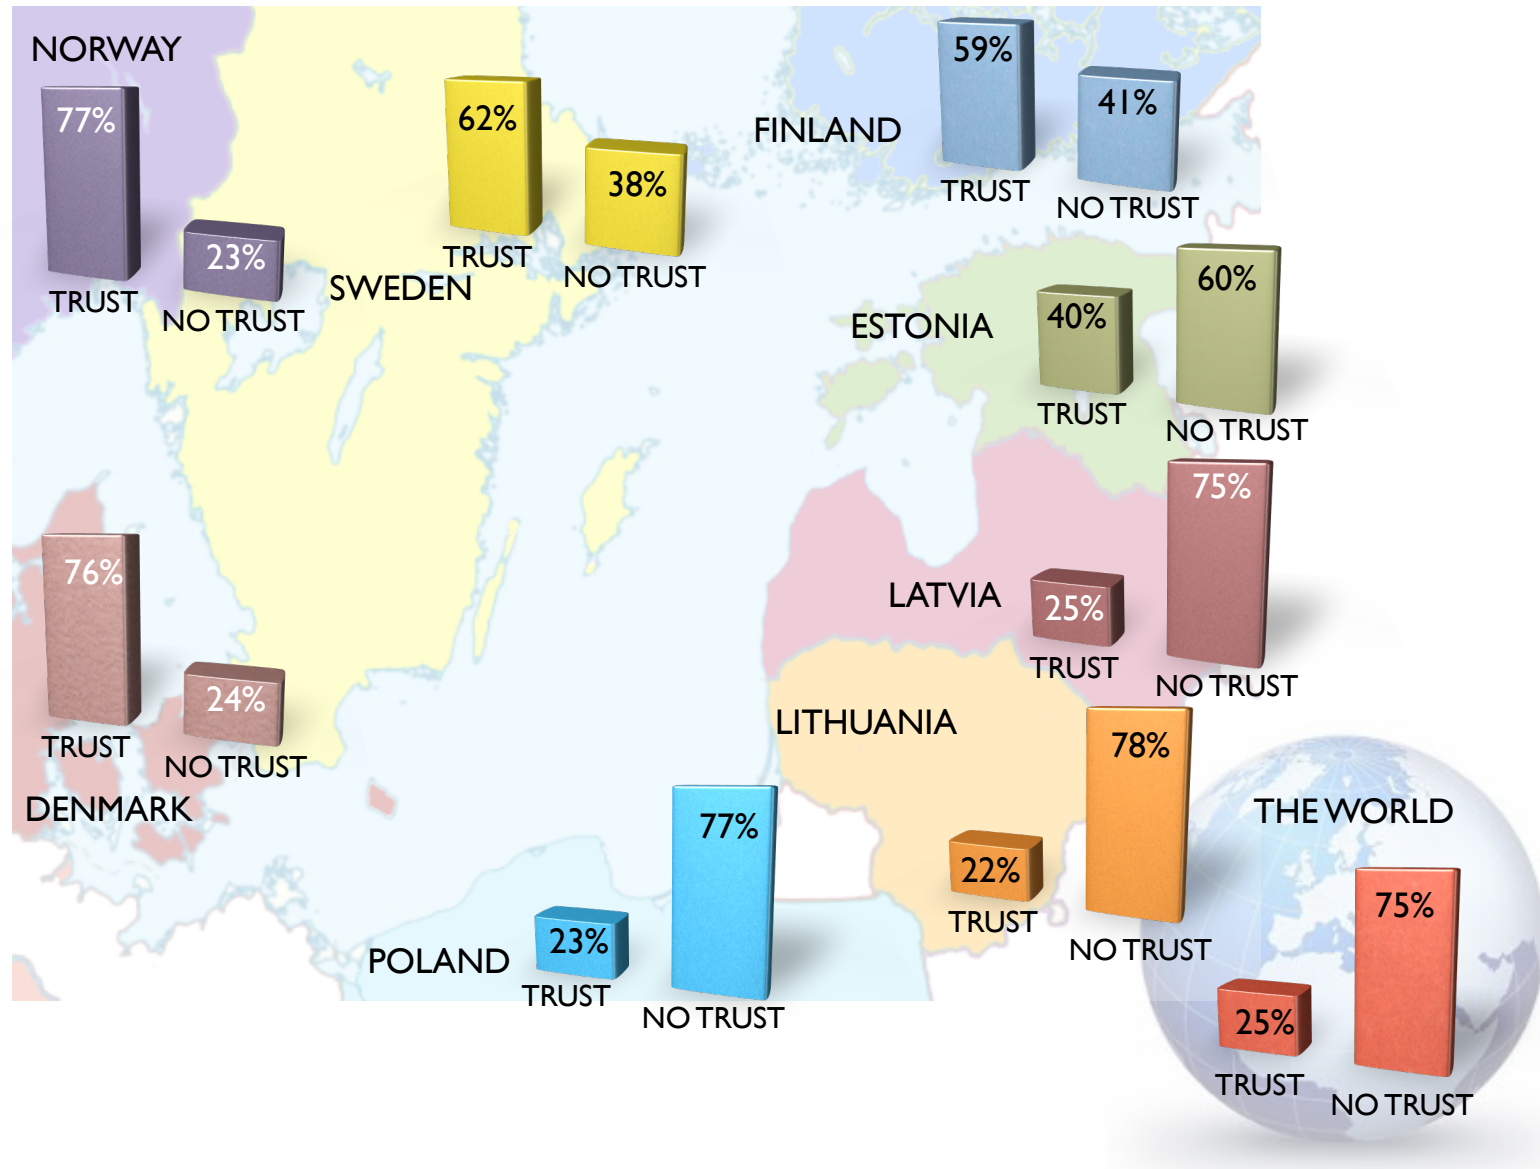 NORWAY
77%
23%
TRUST
NO TRUST
62%
38%
TRUST
NO TRUST
SWEDEN
59%
41%
FINLAND
TRUST
NO TRUST
60%
40%
ESTONIA
TRUST
NO TRUST
75%
25%
LATVIA
TRUST
NO TRUST
76%
24%
TRUST
NO TRUST
DENMARK
LITHUANIA
78%
22%
TRUST
NO TRUST
77%
23%
POLAND
TRUST
NO TRUST
THE WORLD
75%
25%
TRUST
NO TRUST